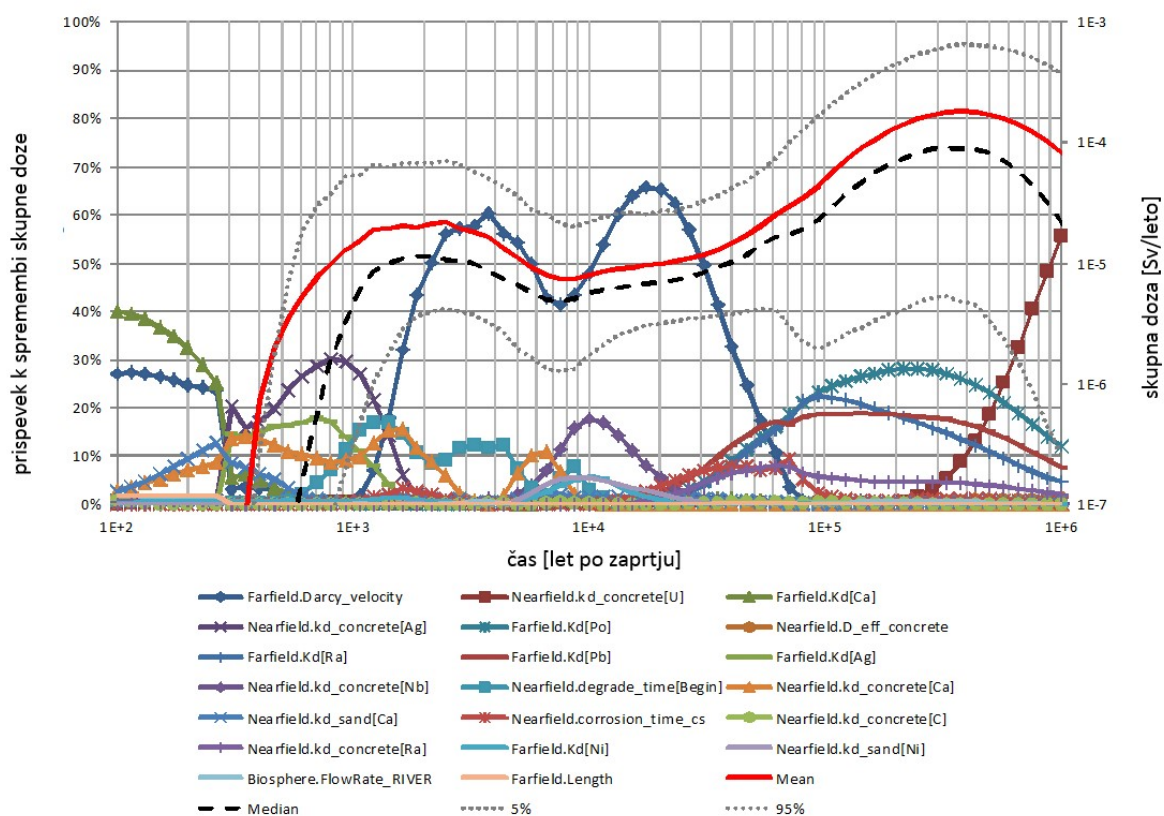 100%
90%
80%
70%
60%
50%
40%
30%
20%
10%
0%
prispevek k spremembi skupne doze
1E-3
1E-4
1E-5
1E-6
1E-7
skupna doza [Sv/leto]
1E+2 1E+3 1E+4 1E+5 1E+6
čas [let po zaprtju]
Farfield.Darcy_velocity Nearfield.kd_concrete[U] Farfield.Kd[Ca]
Nearfield.kd_concrete[Ag] Farfield.Kd[Po] Nearfield.D_eff_concrete
Farfield.Kd[Ra] Farfield.Kd[Pb] Farfield.Kd[Ag]
Nearfield.kd_concrete[Nb] Nearfield.degrade_time[Begin] Nearfield.kd_concrete[Ca]
Nearfield.kd_sand[Ca] Nearfield.corrosion_time_cs Nearfield.kd_concrete[C]
Nearfield.kd_concrete[Ra] Farfield.Kd[Ni] Nearfield.kd_sand[Ni]
Biosphere.FlowRate_RIVER Farfield.Length Mean
Median 5% 95%